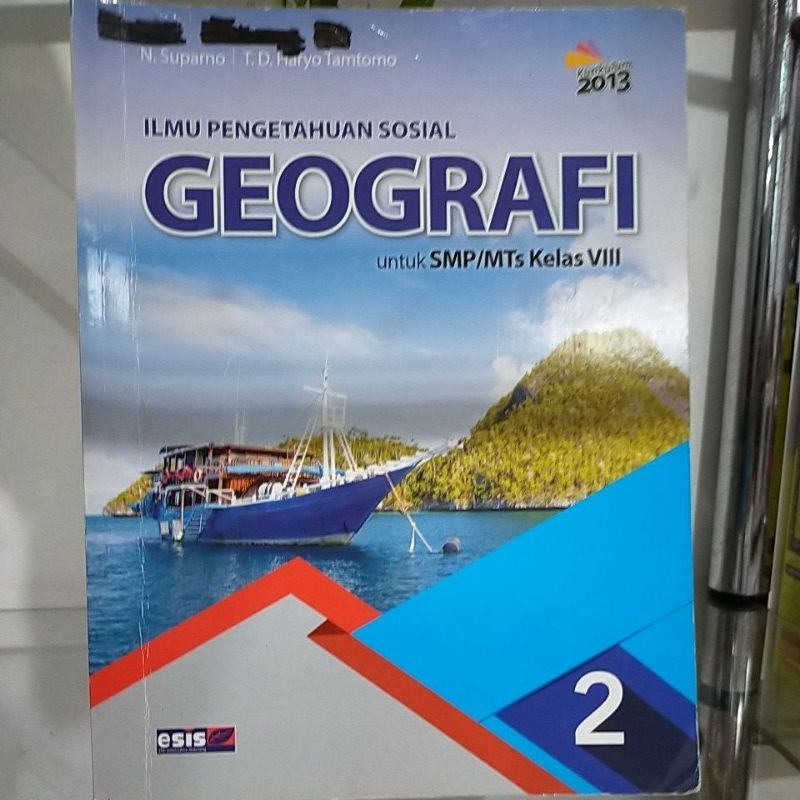 N. Suparno | T. D. Haryo Tamtomo
Kurikulum
2013
ILMU PENGETAHUAN SOSIAL
GEOGRAFI
untuk SMP/MTs Kelas VIII
esis
2